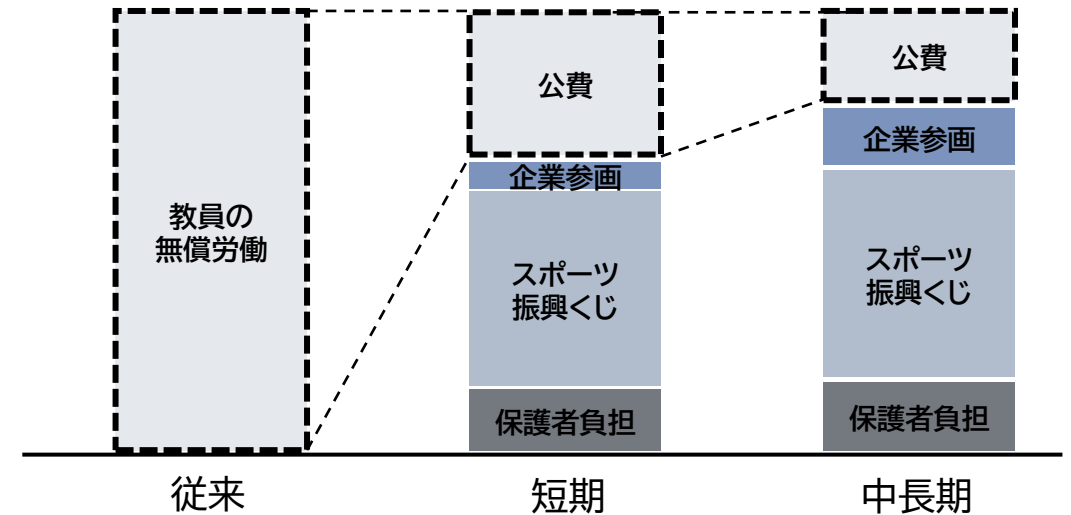 教員の
無償労働
公費
企業参画
スポーツ
振興くじ
保護者負担
公費
企業参画
スポーツ
振興くじ
保護者負担
従来
短期
中長期